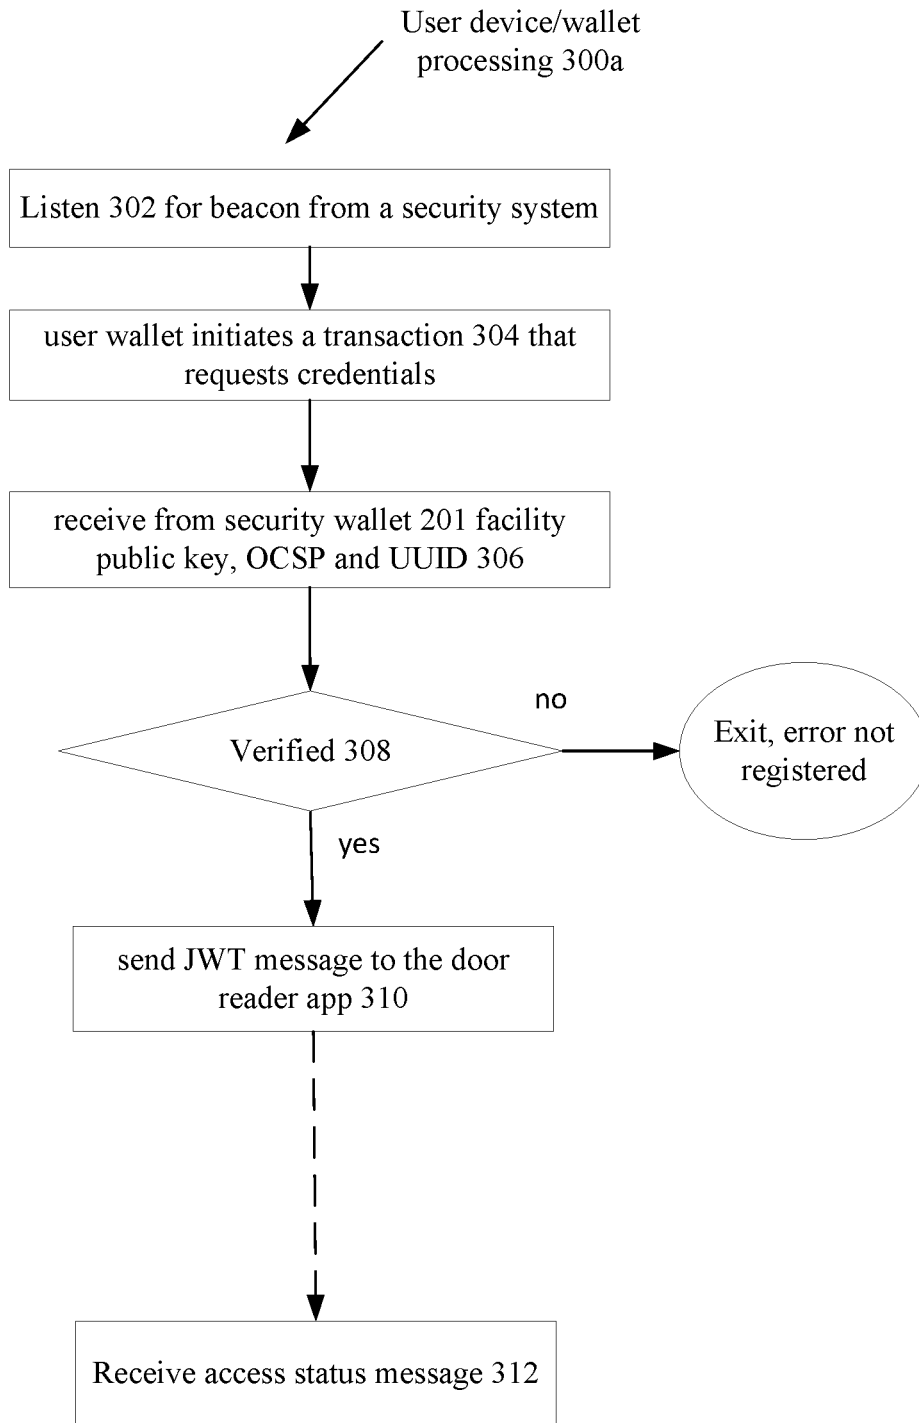 User device/wallet
processing 300a
Listen 302 for beacon from a security system
user wallet initiates a transaction 304 that
requests credentials
receive from security wallet 201 facility
public key, OCSP and UUID 306
Verified 308
no
Exit, error not
registered
yes
send JWT message to the door
reader app 310
Receive access status message 312